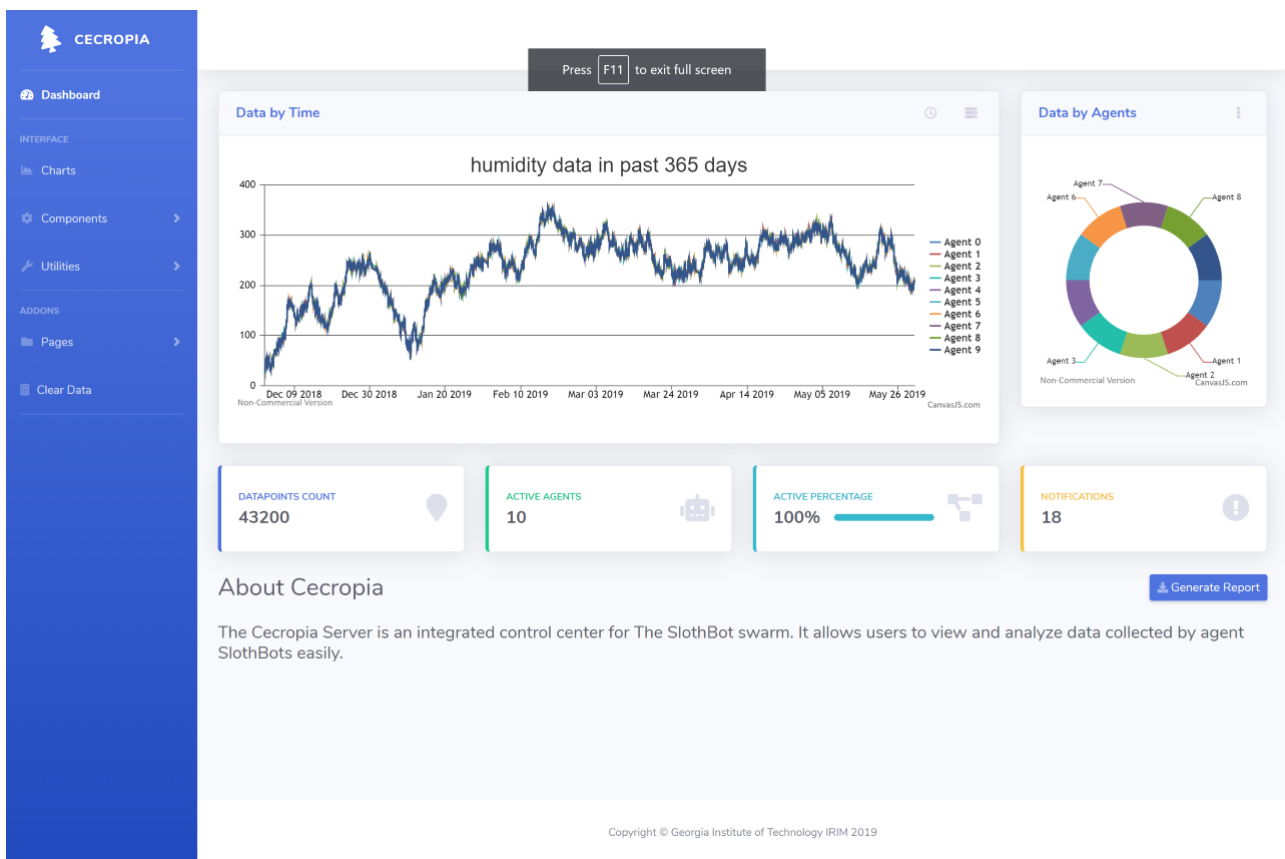 CECROPIA
Press F11 to exit full screen
Dashboard
INTERFACE
Charts
Components
Utilities
ADDONS
Pages
Clear Data
Data by Time
humidity data in past 365 days
400
300
200
100
0
Dec 09 2018 Dec 30 2018 Jan 20 2019 Feb 10 2019 Mar 03 2019 Mar 24 2019 Apr 14 2019 May 05 2019 May 26 2019
Non-Commercial Version
CanvasJS.com
Agent 0
Agent 1
Agent 2
Agent 3
Agent 4
Agent 5
Agent 6
Agent 7
Agent 8
Agent 9
Data by Agents
Agent 7
Agent 6
Agent 8
Agent 3
Agent 1
Agent 2
Non-Commercial Version
CanvasJS.com
DATAPOINTS COUNT
43200
ACTIVE AGENTS
10
ACTIVE PERCENTAGE
100%
NOTIFICATIONS
18
About Cecropia
Generate Report
The Cecropia Server is an integrated control center for The SlothBot swarm. It allows users to view and analyze data collected by agent
SlothBots easily.
Copyright © Georgia Institute of Technology IRIM 2019